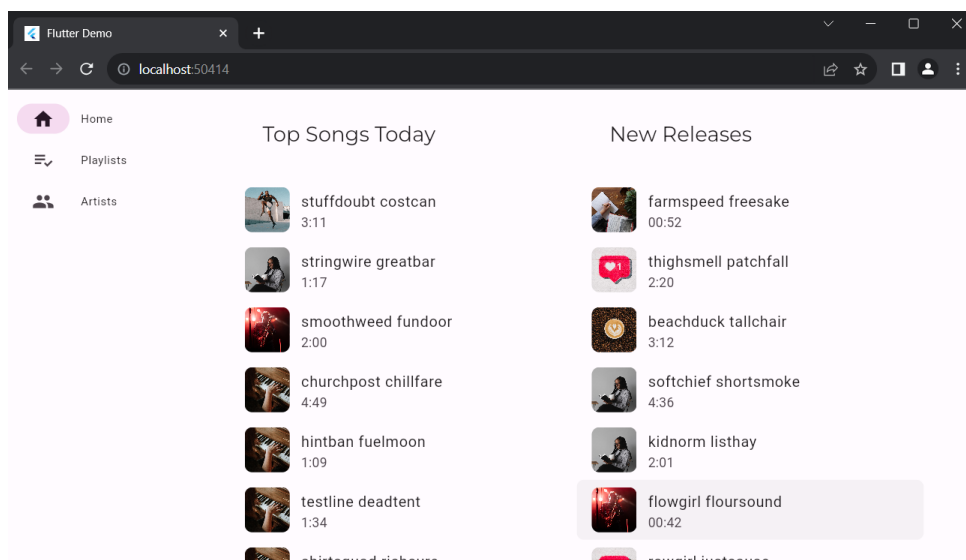 Flutter Demo
localhost:50414
Home
Playlists
Artists
Top Songs Today
stuffdoubt costcan
3:11
stringwire greatbar
1:17
smoothweed fundoor
2:00
churchpost chillfare
4:49
hintban fuelmoon
1:09
testline deadtent
1:34
New Releases
farmspeed freesake
00:52
thighsmell patchfall
2:20
beachduck tallchair
3:12
softchief shortsmoke
4:36
kidnorm listhay
2:01
flowgirl floursound
00:42